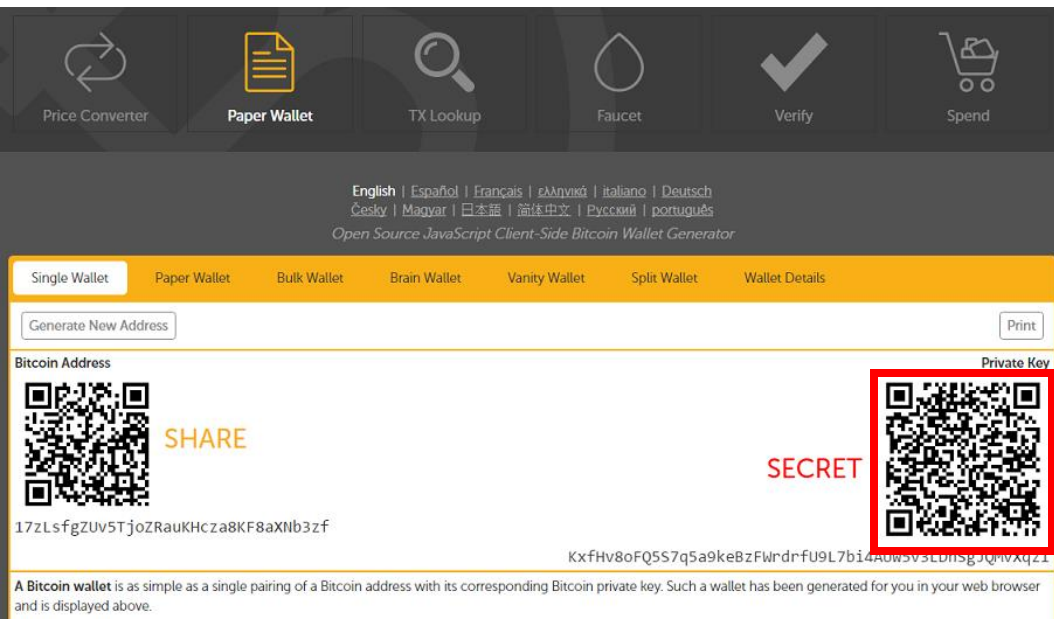 Price Converter
Paper Wallet
TX Lookup
Faucet
Verify
Spend
English | Español | Français | ελληνικά | italiano | Deutsch
Česky | Magyar | 日本語 | 简体中文 | Русский | português
Open Source JavaScript Client-Side Bitcoin Wallet Generator
Single Wallet Paper Wallet Bulk Wallet Brain Wallet Vanity Wallet Split Wallet Wallet Details
Generate New Address Print
Bitcoin Address Private Key
SHARE
SECRET
17zLsfgZUv5TjoZRauKHcza8KF8aXNb3zf
A Bitcoin wallet is as simple as a single pairing of a Bitcoin address with its corresponding Bitcoin private key. Such a wallet has been generated for you in your web browser
and is displayed above.